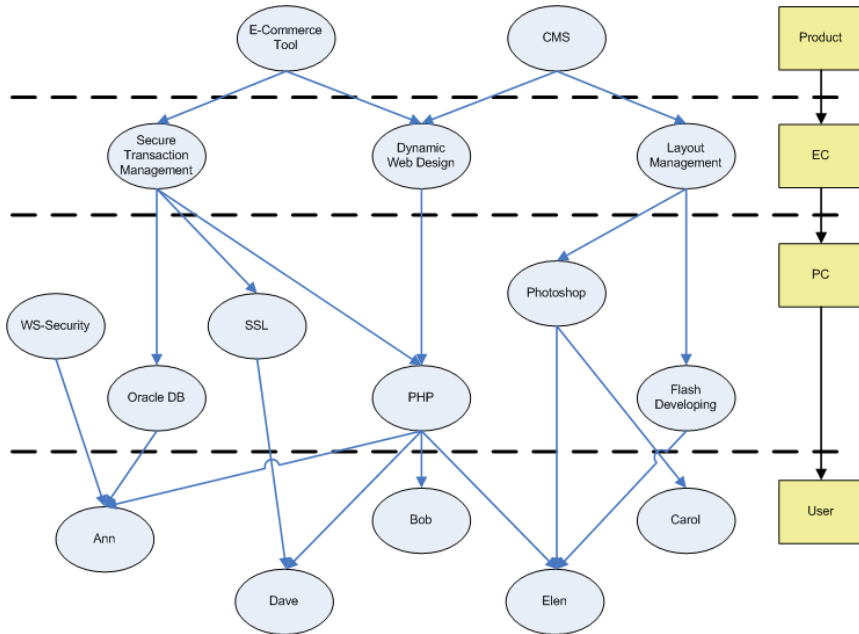 E-Commerce
Tool
CMS
Product
Secure
Transaction
Management
Dynamic
Web Design
Layout
Management
EC
PC
Photoshop
WS-Security
SSL
Oracle DB
PHP
Flash
Developing
User
Ann
Bob
Carol
Dave
Elen